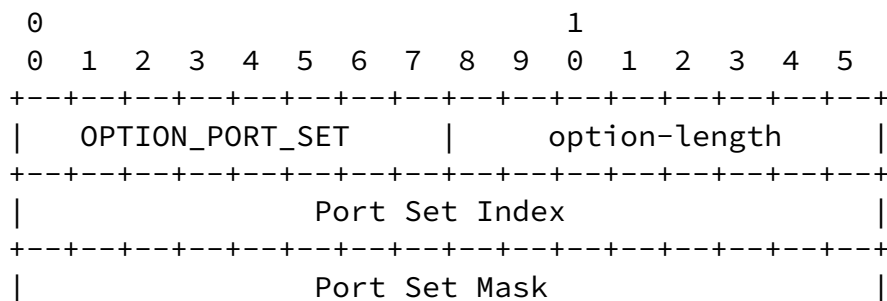 0 1
0 1 2 3 4 5 6 7 8 9 0 1 2 3 4 5
+--+--+--+--+--+--+--+--+--+--+--+--+--+--+--+--+
| OPTION_PORT_SET | option-length |
+--+--+--+--+--+--+--+--+--+--+--+--+--+--+--+--+
| Port Set Index |
+--+--+--+--+--+--+--+--+--+--+--+--+--+--+--+--+
| Port Set Mask |